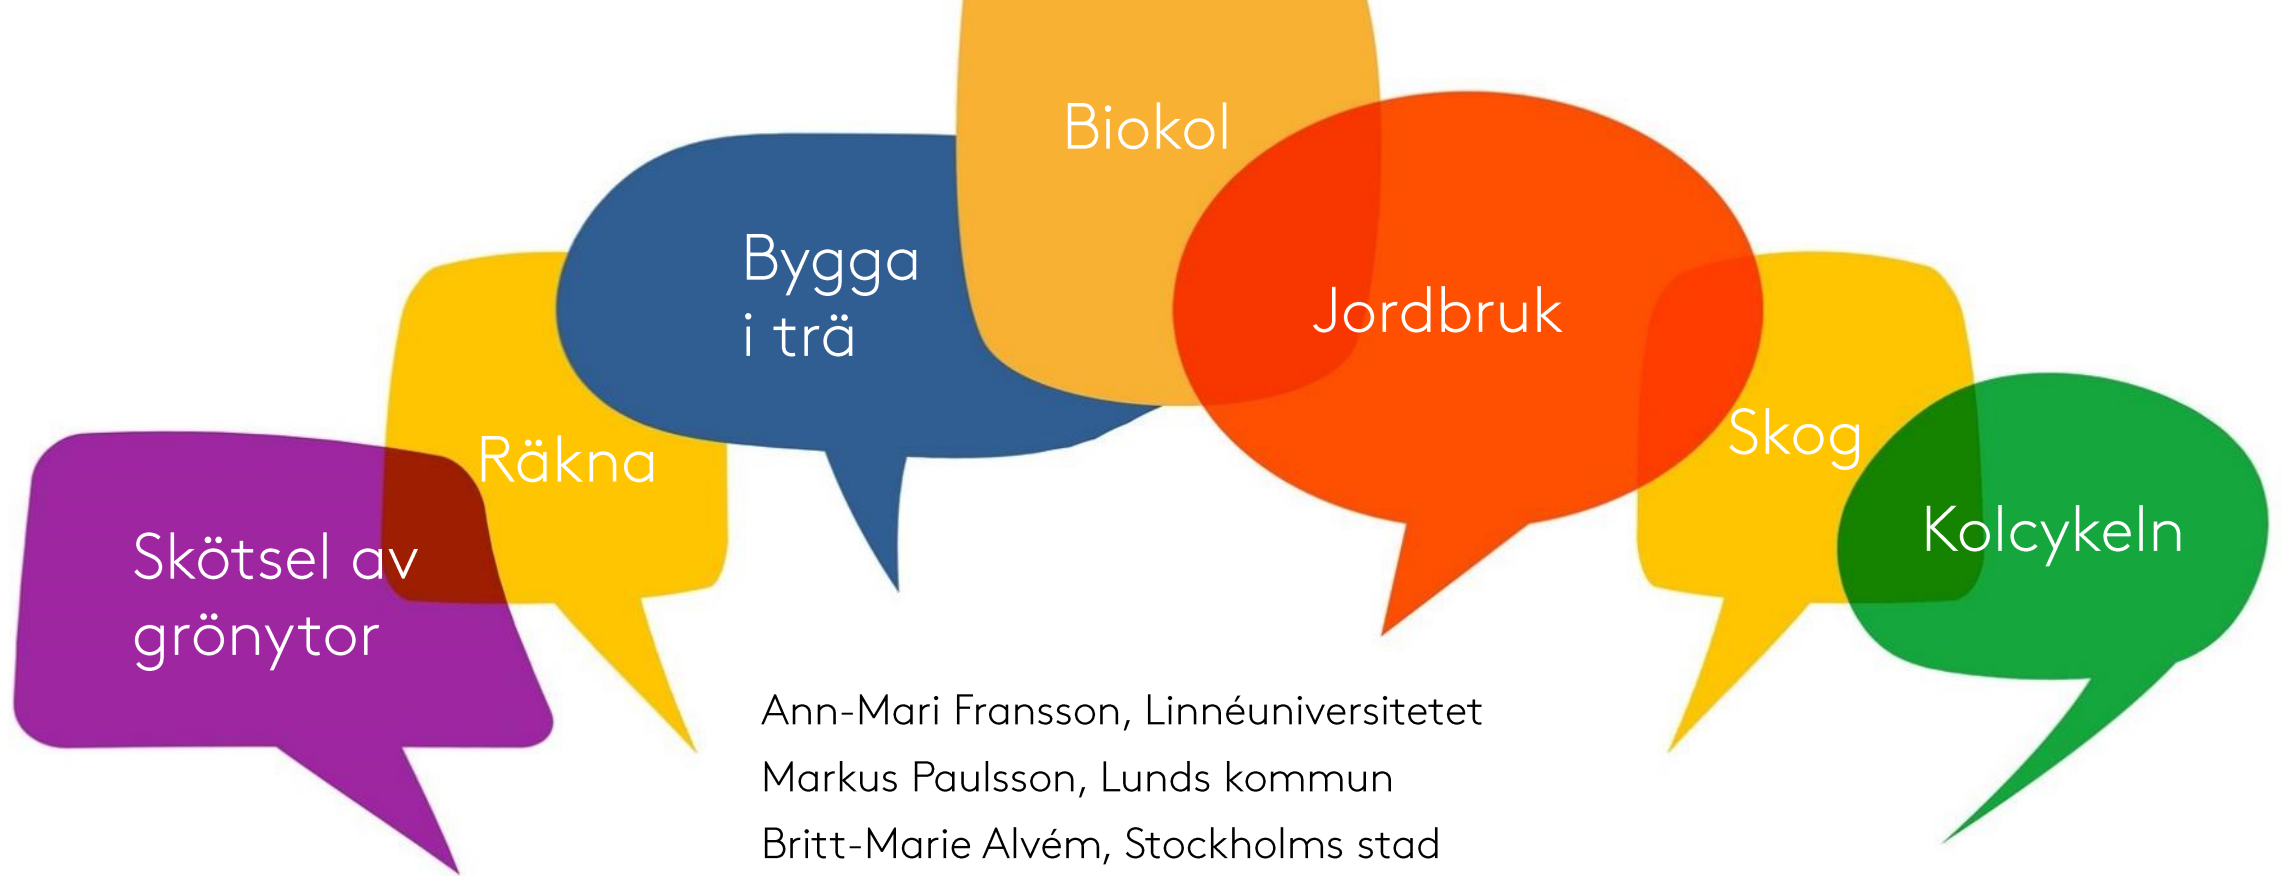 Biokol
Bygga
i trä
Jordbruk
Räkna
Skog
Skötsel av
grönytor
Kolcykeln
Ann-Mari Fransson, Linnéuniversitetet
Markus Paulsson, Lunds kommun
Britt-Marie Alvém, Stockholms stad